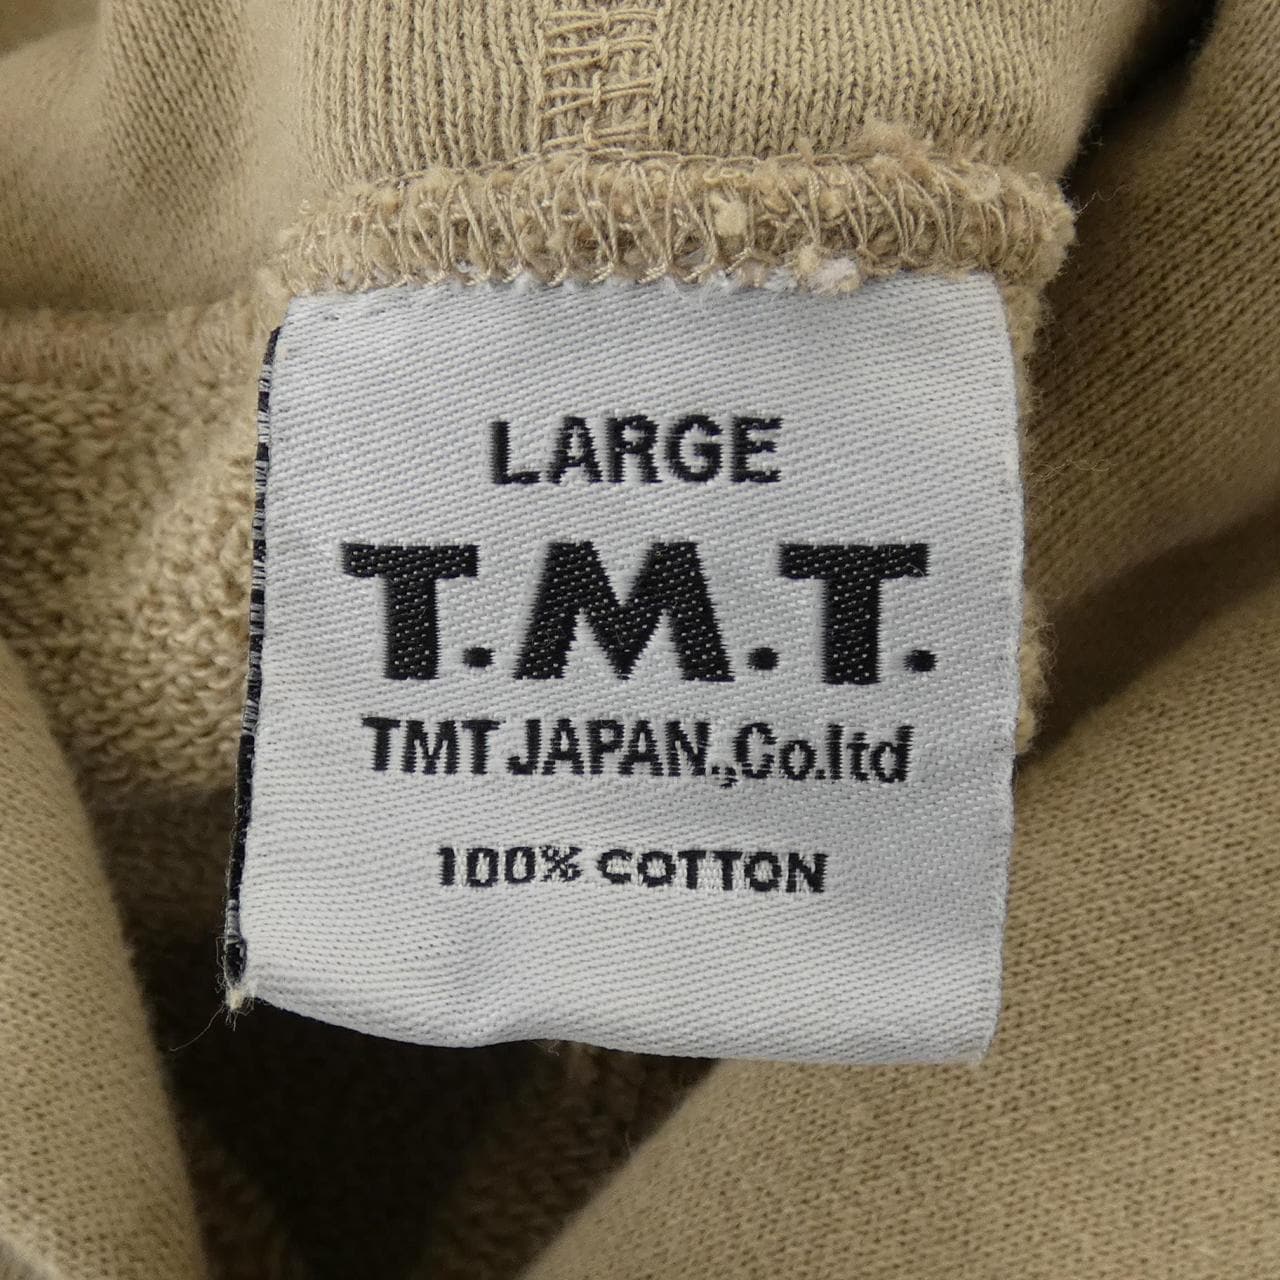 LARGE
T.M.T.
TMT JAPAN.,Co.ltd
100% COTTON